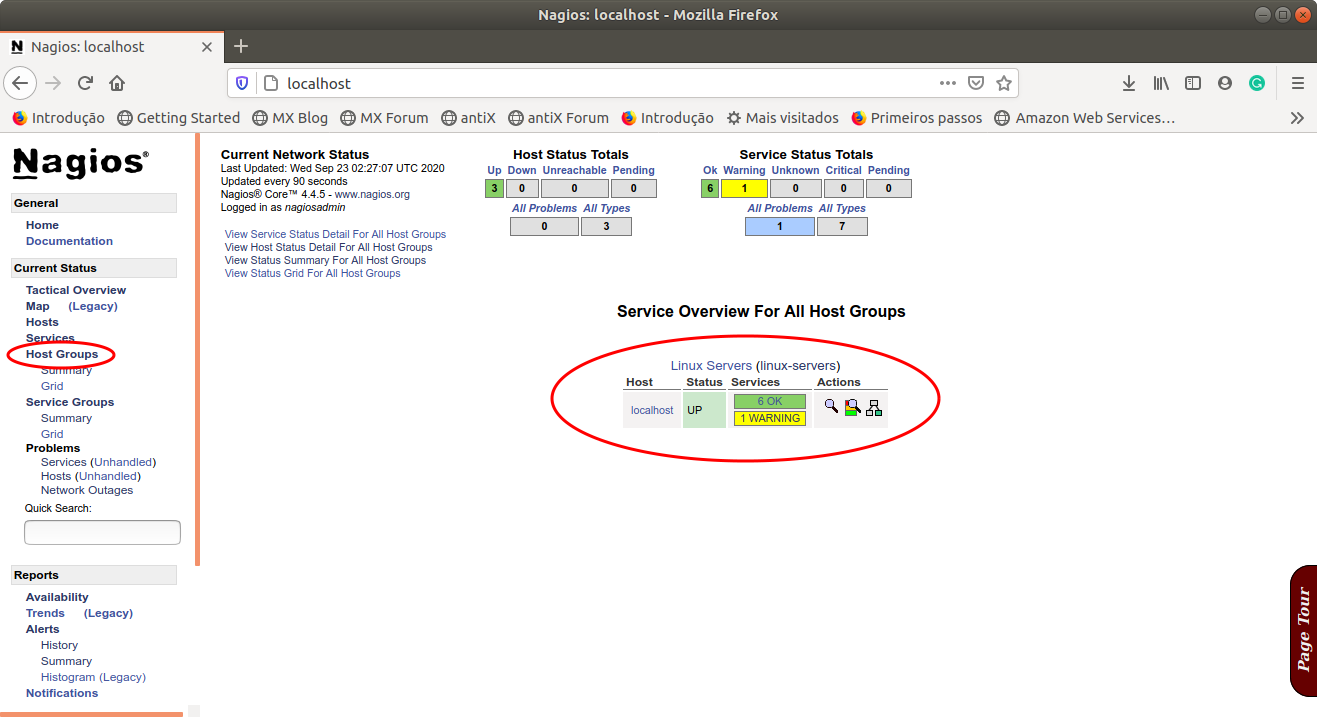 Nagios: localhost - Mozilla Firefox
Nagios: localhost
localhost
Introdução Getting Started MX Blog MX Forum antiX antiX Forum Introdução Mais visitados Primeiros passos Amazon Web Services…
Nagios®
General
Home
Documentation
Current Status
Tactical Overview
Map (Legacy)
Hosts
Services
Host Groups
Summary
Grid
Service Groups
Summary
Grid
Problems
Services (Unhandled)
Hosts (Unhandled)
Network Outages
Quick Search:
Reports
Availability
Trends (Legacy)
Alerts
History
Summary
Histogram (Legacy)
Notifications
Current Network Status
Last Updated: Wed Sep 23 02:27:07 UTC 2020
Updated every 90 seconds
Nagios® Core™ 4.4.5 - www.nagios.org
Logged in as nagiosadmin
View Service Status Detail For All Host Groups
View Host Status Detail For All Host Groups
View Status Summary For All Host Groups
View Status Grid For All Host Groups
Host Status Totals
Up Down Unreachable Pending
3 0 0 0
All Problems All Types
0 3
Service Status Totals
Ok Warning Unknown Critical Pending
6 1 0 0 0
All Problems All Types
1 7
Service Overview For All Host Groups
Linux Servers (linux-servers)
Host Status Services Actions
localhost UP 6 OK
1 WARNING
Page Tour